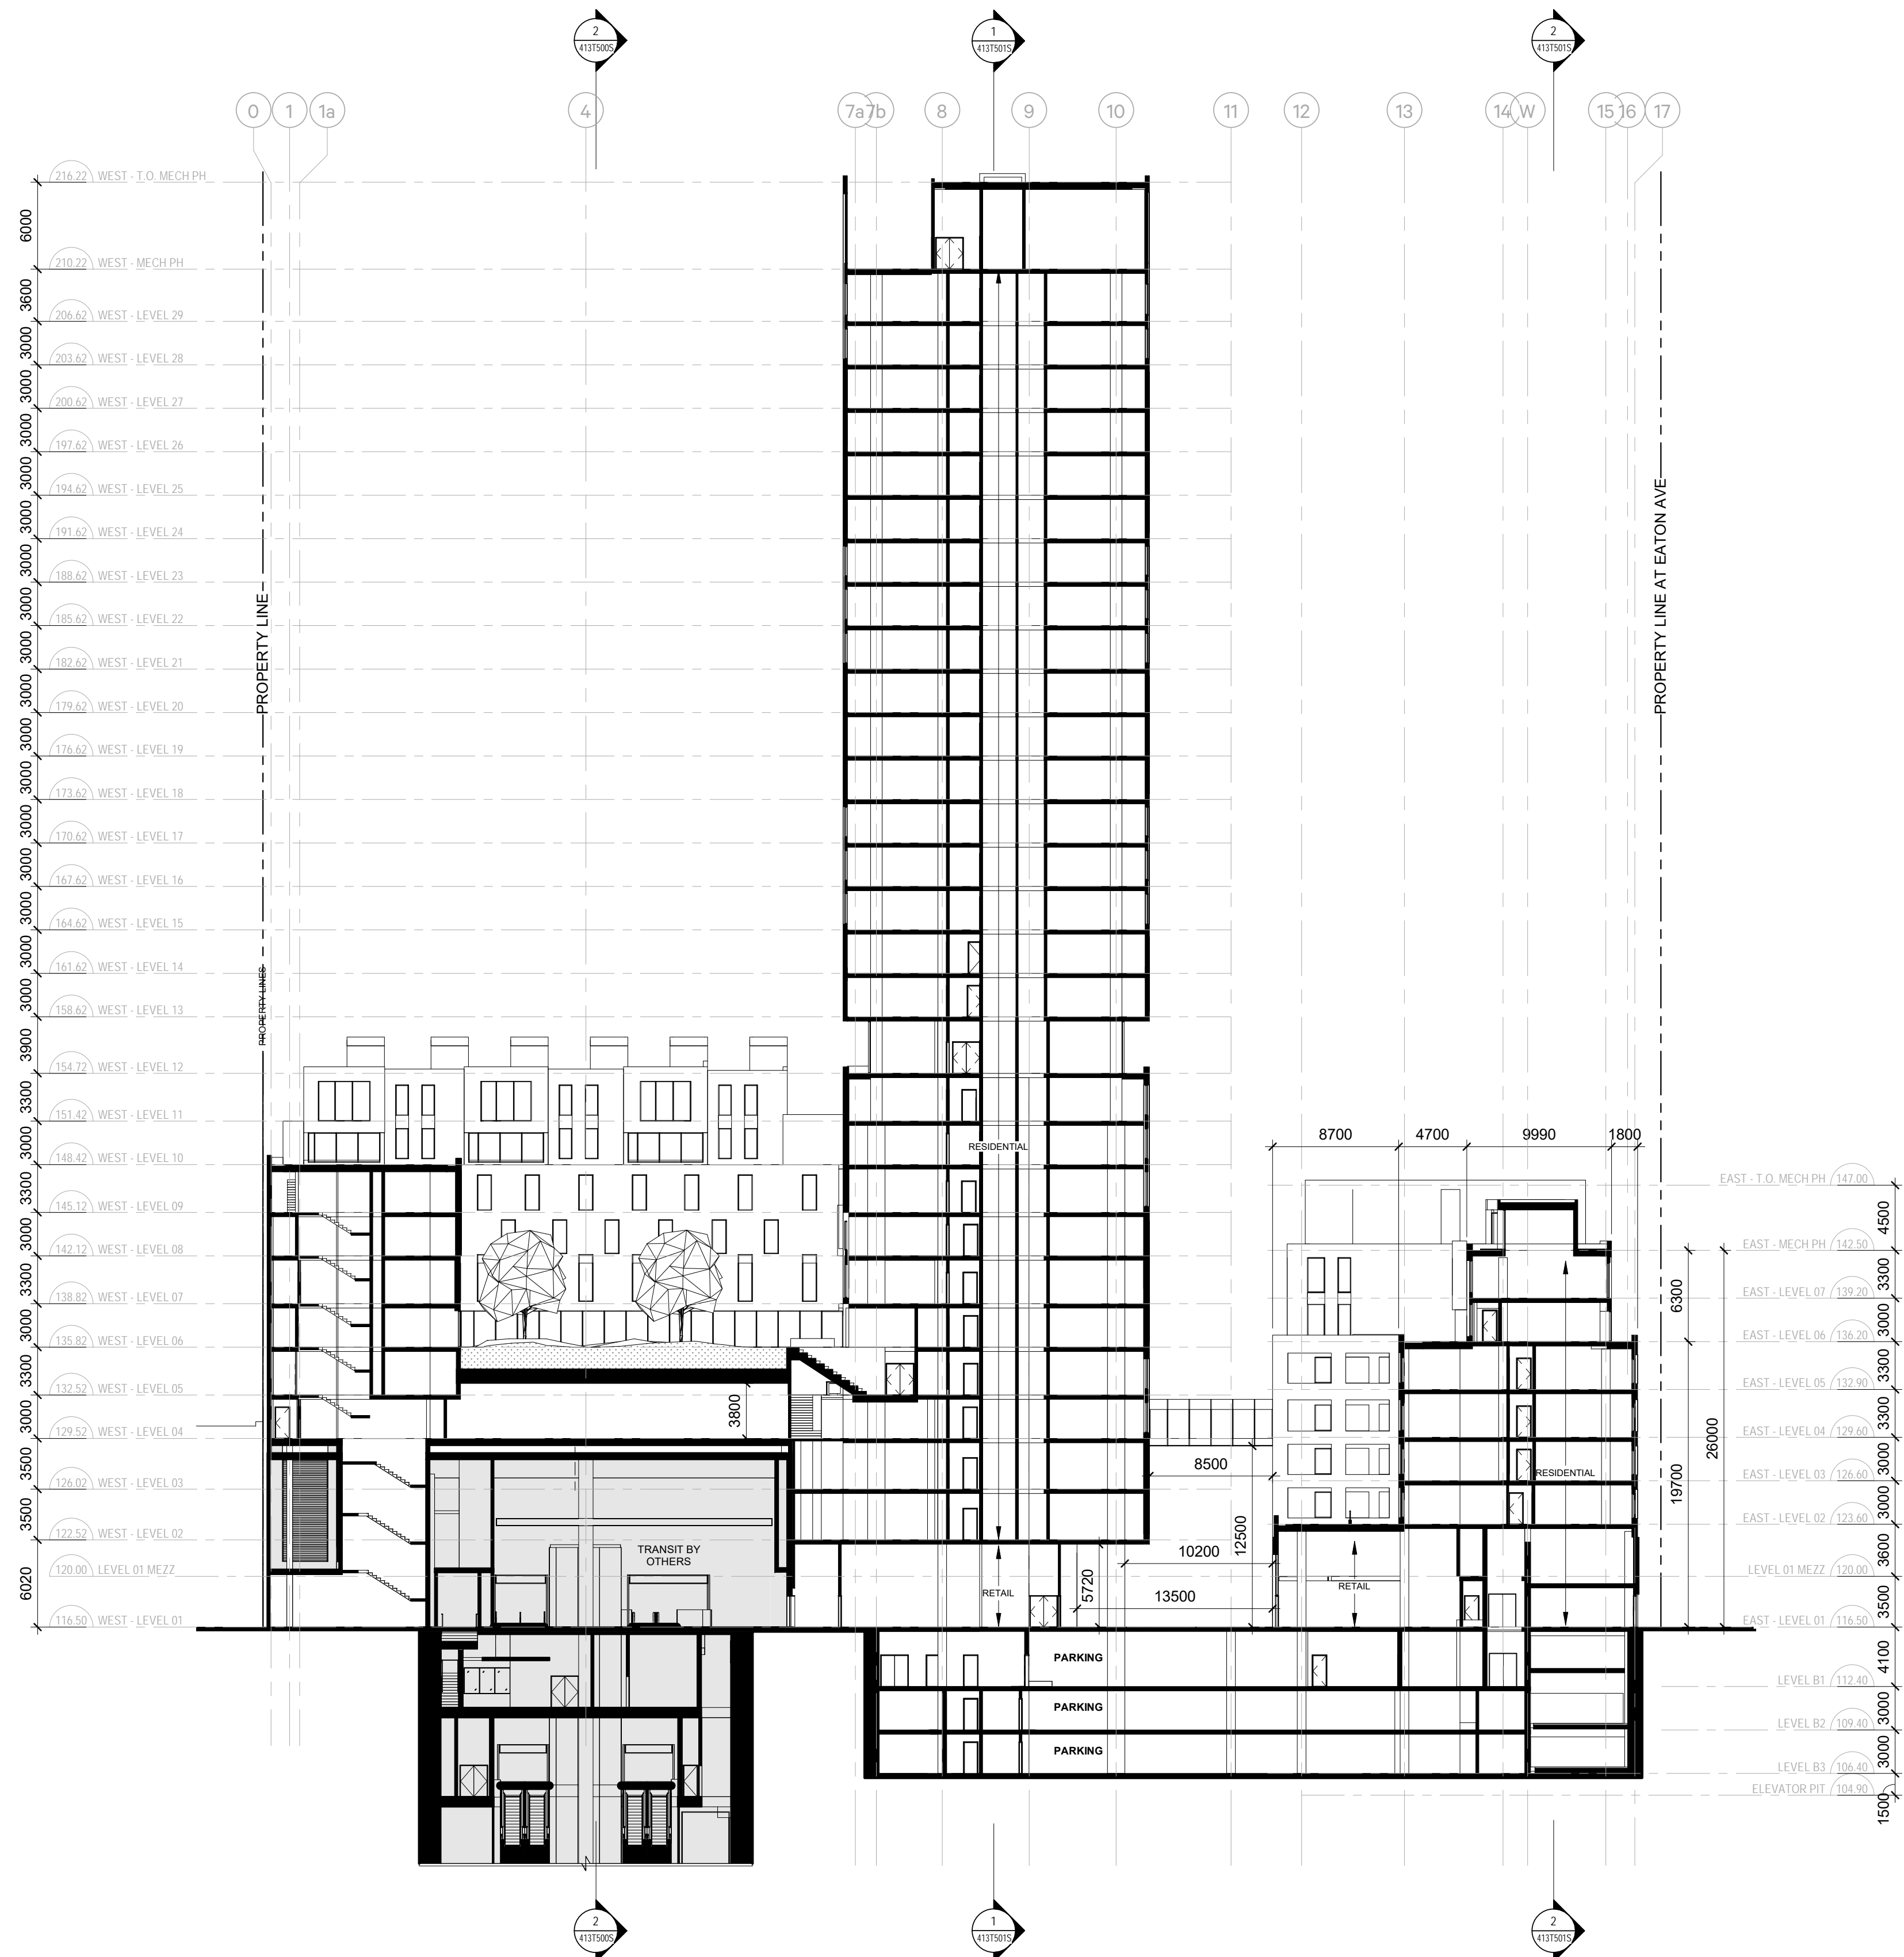 2
413T500S
1
413T501S
2
413T501S
0
1
1a
4
7a
7b
8
9
10
11
12
13
14
W
15
16
17
216.22 WEST - T.O. MECH PH
6000
210.22 WEST - MECH PH
3600
206.62 WEST - LEVEL 29
3000
203.62 WEST - LEVEL 28
3000
200.62 WEST - LEVEL 27
3000
197.62 WEST - LEVEL 26
3000
194.62 WEST - LEVEL 25
3000
191.62 WEST - LEVEL 24
3000
188.62 WEST - LEVEL 23
3000
185.62 WEST - LEVEL 22
3000
182.62 WEST - LEVEL 21
3000
179.62 WEST - LEVEL 20
3000
176.62 WEST - LEVEL 19
3000
173.62 WEST - LEVEL 18
3000
170.62 WEST - LEVEL 17
3000
167.62 WEST - LEVEL 16
3000
164.62 WEST - LEVEL 15
3000
161.62 WEST - LEVEL 14
3000
158.62 WEST - LEVEL 13
3900
154.72 WEST - LEVEL 12
3300
151.42 WEST - LEVEL 11
3000
148.42 WEST - LEVEL 10
3300
145.12 WEST - LEVEL 09
3000
142.12 WEST - LEVEL 08
3300
138.82 WEST - LEVEL 07
3000
135.82 WEST - LEVEL 06
3300
132.52 WEST - LEVEL 05
3000
129.52 WEST - LEVEL 04
3500
126.02 WEST - LEVEL 03
3500
122.52 WEST - LEVEL 02
6020
120.00 LEVEL 01 MEZZ
116.50 WEST - LEVEL 01
PROPERTY LINE
PROPERTY LINES
PROPERTY LINE AT EATON AVE
RESIDENTIAL
3800
TRANSIT BY
OTHERS
RETAIL
5720
8500
10200
12500
13500
8700
4700
9990
1800
RESIDENTIAL
RETAIL
6300
19700
26000
PARKING
PARKING
PARKING
EAST - T.O. MECH PH 147.00
4500
EAST - MECH PH 142.50
3300
EAST - LEVEL 07 139.20
3000
EAST - LEVEL 06 136.20
3300
EAST - LEVEL 05 132.90
3300
EAST - LEVEL 04 129.60
3000
EAST - LEVEL 03 126.60
3000
EAST - LEVEL 02 123.60
3600
LEVEL 01 MEZZ 120.00
3500
EAST - LEVEL 01 116.50
4100
LEVEL B1 112.40
3000
LEVEL B2 109.40
3000
LEVEL B3 106.40
ELEVATOR PIT 104.90
1500
2
413T500S
1
413T501S
2
413T501S